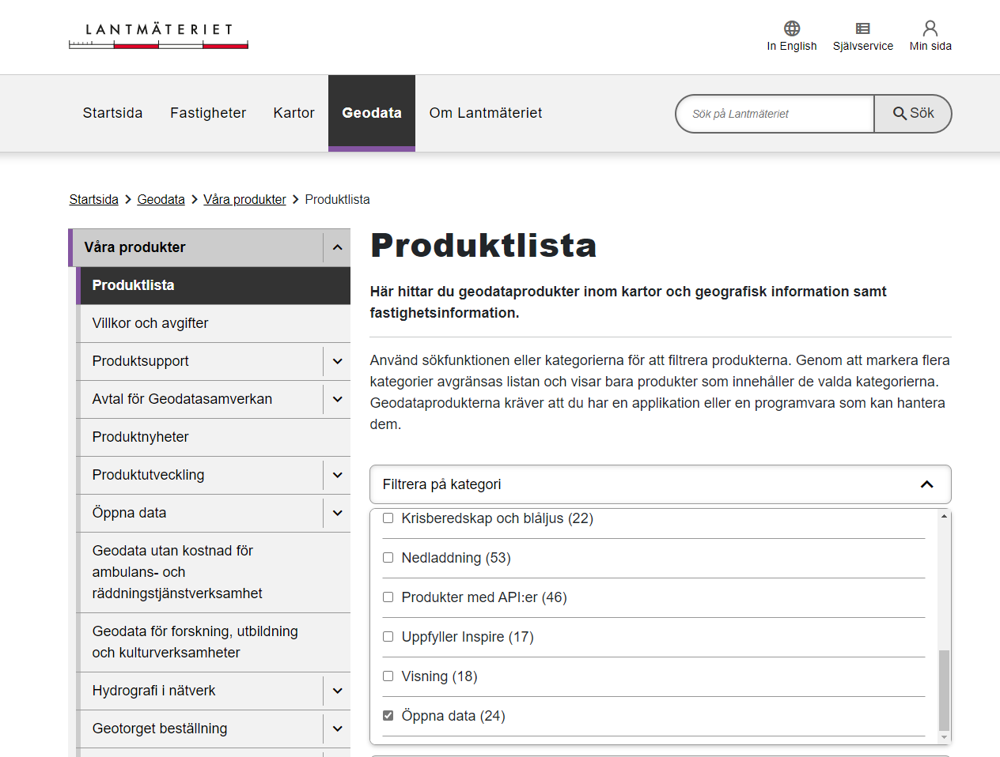 LANTMÄTERIET
In English
Självservice
Min sida
Startsida
Fastigheter
Kartor
Geodata
Om Lantmäteriet
Sök på Lantmäteriet
Sök
Startsida
Geodata
Våra produkter
Produktlista
Våra produkter
Produktlista
Villkor och avgifter
Produktsupport
Avtal för Geodatasamverkan
Produktnyheter
Produktutveckling
Öppna data
Geodata utan kostnad för
ambulans- och
räddningstjänstverksamhet
Geodata för forskning, utbildning
och kulturverksamheter
Hydrografi i nätverk
Geotorget beställning
Produktlista
Här hittar du geodataprodukter inom kartor och geografisk information samt
fastighetsinformation.
Använd sökfunktionen eller kategorierna för att filtrera produkterna. Genom att markera flera
kategorier avgränsas listan och visar bara produkter som innehåller de valda kategorierna.
Geodataprodukterna kräver att du har en applikation eller en programvara som kan hantera
dem.
Filtrera på kategori
Krisberedskap och blåljus (22)
Nedladdning (53)
Produkter med API:er (46)
Uppfyller Inspire (17)
Visning (18)
Öppna data (24)